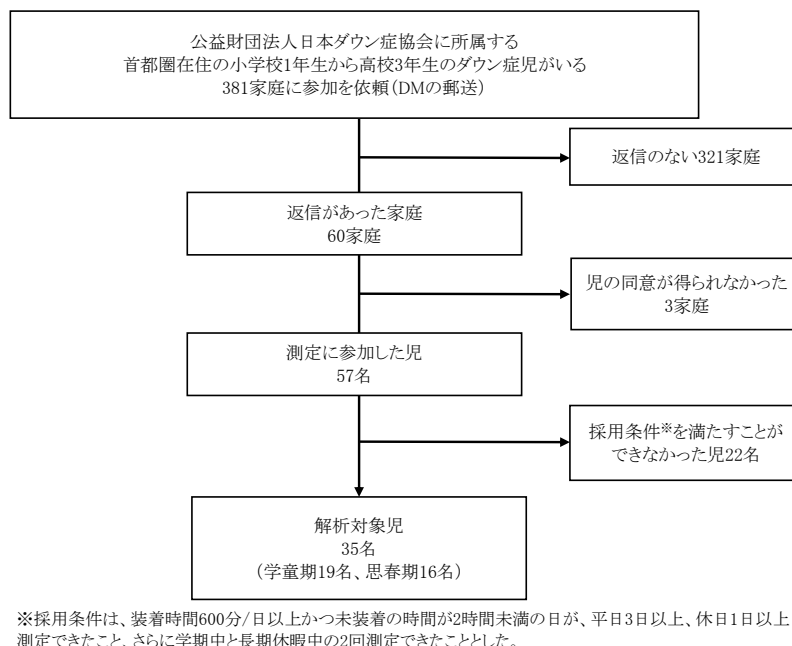 公益財団法人日本ダウン症協会に所属する
首都圏在住の小学校1年生から高校3年生のダウン症児がいる
381家庭に参加を依頼(DMの郵送)
返信のない321家庭
返信があった家庭
60家庭
児の同意が得られなかった
3家庭
測定に参加した児
57名
採用条件※を満たすことが
できなかった児22名
解析対象児
35名
(学童期19名、思春期16名)
※採用条件は、装着時間600分/日以上かつ未装着の時間が2時間未満の日が、平日3日以上、休日1日以上
測定できたこと、さらに学期中と長期休暇中の2回測定できたこととした。